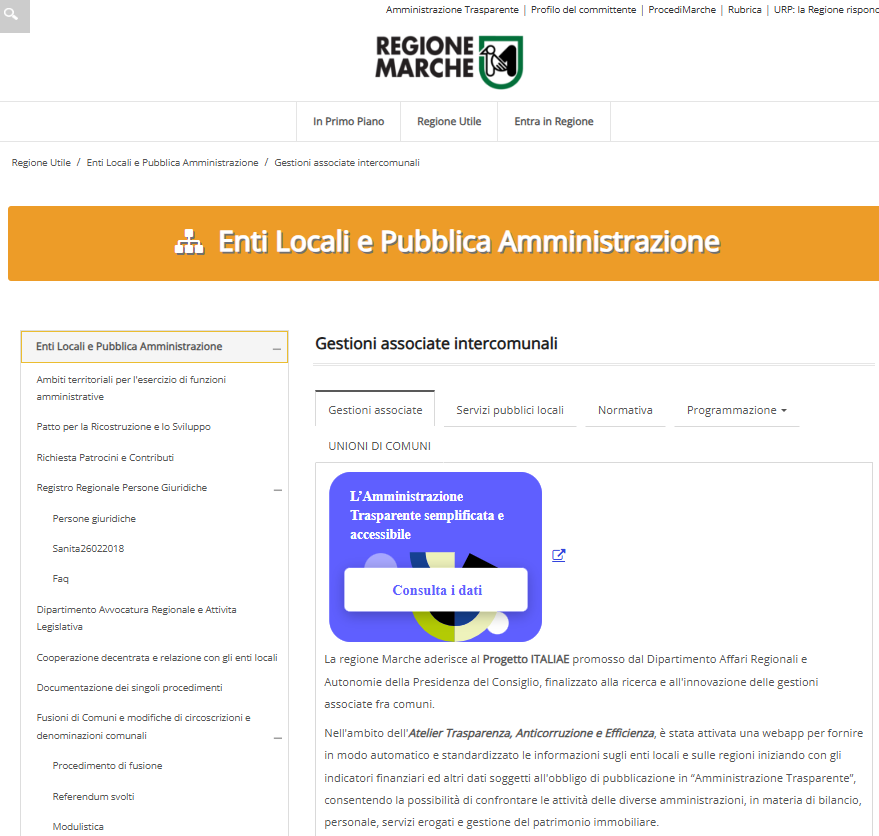 Amministrazione Trasparente | Profilo del committente | ProcediMarche | Rubrica | URP: la Regione rispond
REGIONE
MARCHE
In Primo Piano
Regione Utile
Entra in Regione
Regione Utile / Enti Locali e Pubblica Amministrazione / Gestioni associate intercomunali
Enti Locali e Pubblica Amministrazione
Enti Locali e Pubblica Amministrazione
Ambiti territoriali per l'esercizio di funzioni
amministrative
Patto per la Ricostruzione e lo Sviluppo
Richiesta Patrocini e Contributi
Registro Regionale Persone Giuridiche
Persone giuridiche
Sanita26022018
Faq
Dipartimento Avvocatura Regionale e Attivita
Legislativa
Cooperazione decentrata e relazione con gli enti locali
Documentazione dei singoli procedimenti
Fusioni di Comuni e modifiche di circoscrizioni e
denominazioni comunali
Procedimento di fusione
Referendum svolti
Modulistica
Gestioni associate intercomunali
Gestioni associate
Servizi pubblici locali
Normativa
Programmazione
UNIONI DI COMUNI
L'Amministrazione
Trasparente semplificata e
accessibile
Consulta i dati
La regione Marche aderisce al Progetto ITALIAE promosso dal Dipartimento Affari Regionali e
Autonomie della Presidenza del Consiglio, finalizzato alla ricerca e all'innovazione delle gestioni
associate fra comuni.
Nell'ambito dell'Atelier Trasparenza, Anticorruzione e Efficienza, è stata attivata una webapp per fornire
in modo automatico e standardizzato le informazioni sugli enti locali e sulle regioni iniziando con gli
indicatori finanziari ed altri dati soggetti all'obbligo di pubblicazione in “Amministrazione Trasparente”,
consentendo la possibilità di confrontare le attività delle diverse amministrazioni, in materia di bilancio,
personale, servizi erogati e gestione del patrimonio immobiliare.